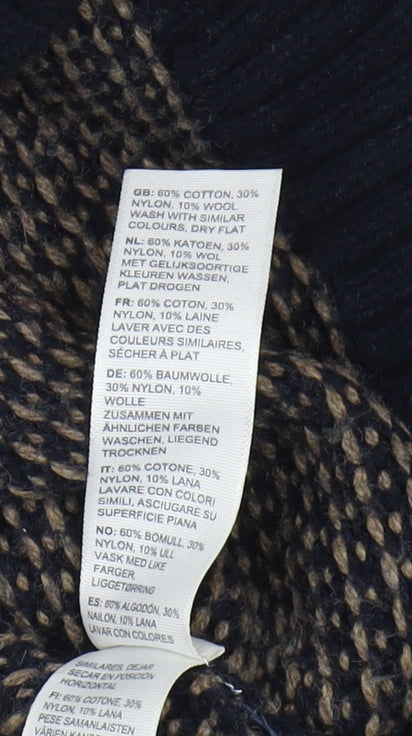 GB: 60% COTTON, 30%
NYLON, 10% WOOL
WASH WITH SIMILAR
COLOURS, DRY FLAT
NL: 60% KATOEN, 30%
NYLON, 10% WOL
MET GELIJKSOORTIGE
KLEUREN WASSEN,
PLAT DROGEN
FR: 60% COTON, 30%
NYLON, 10% LAINE
LAVER AVEC DES
COULEURS SIMILAIRES,
SÉCHER À PLAT
DE: 60% BAUMWOLLE,
30% NYLON, 10%
WOLLE
ZUSAMMEN MIT
ÄHNLICHEN FARBEN
WASCHEN, LIEGEND
TROCKNEN
IT: 60% COTONE, 30%
NYLON, 10% LANA
LAVARE CON COLORI
SIMILI, ASCIUGARE SU
SUPERFICIE PIANA
NO: 60% BOMULL, 30%
NYLON, 10% ULL
VASK MED LIKE
FARGER,
LIGGETØRRING
ES: 60% ALGODÓN, 30%
NAILON, 10% LANA
LAVAR CON COLORES
SIMILARES, DEJAR
SECAR EN POSICIÓN
HORIZONTAL
FI: 60% COTONE, 30%
NYLON, 10% LANA
PESE SAMANLAISTEN